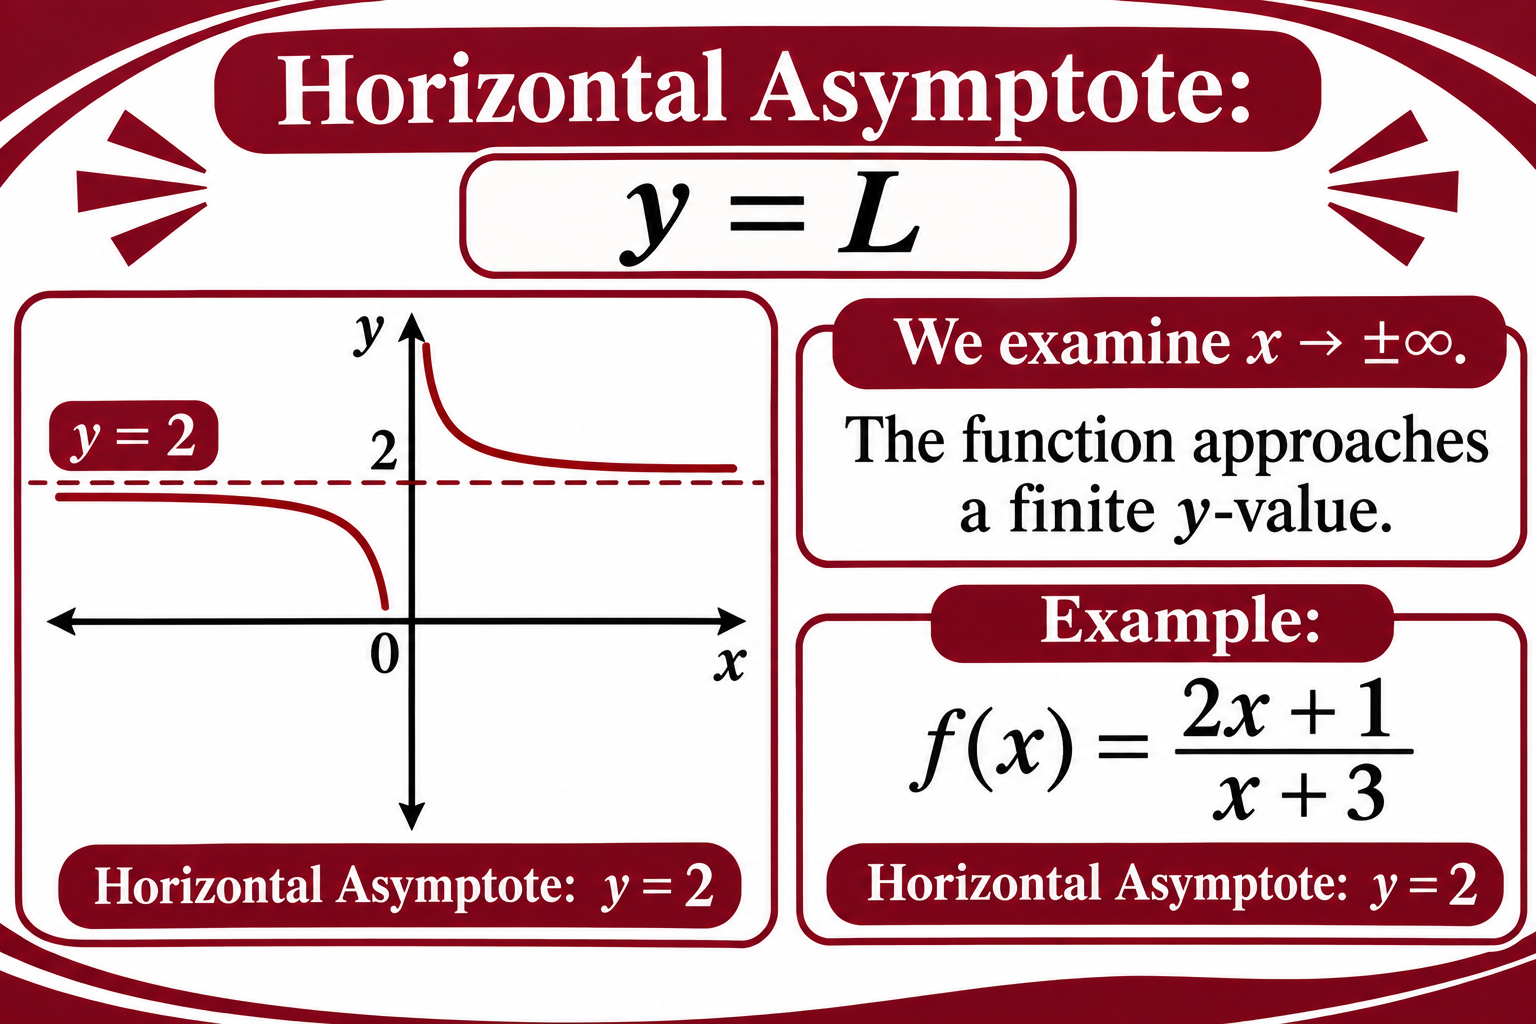 Horizontal Asymptote:
y = L
y
y = 2
2
0
x
Horizontal Asymptote: y = 2
We examine x → ±∞.
The function approaches
a finite y-value.
Example:
f(x) = \frac{2x + 1}{x + 3}
Horizontal Asymptote: y = 2